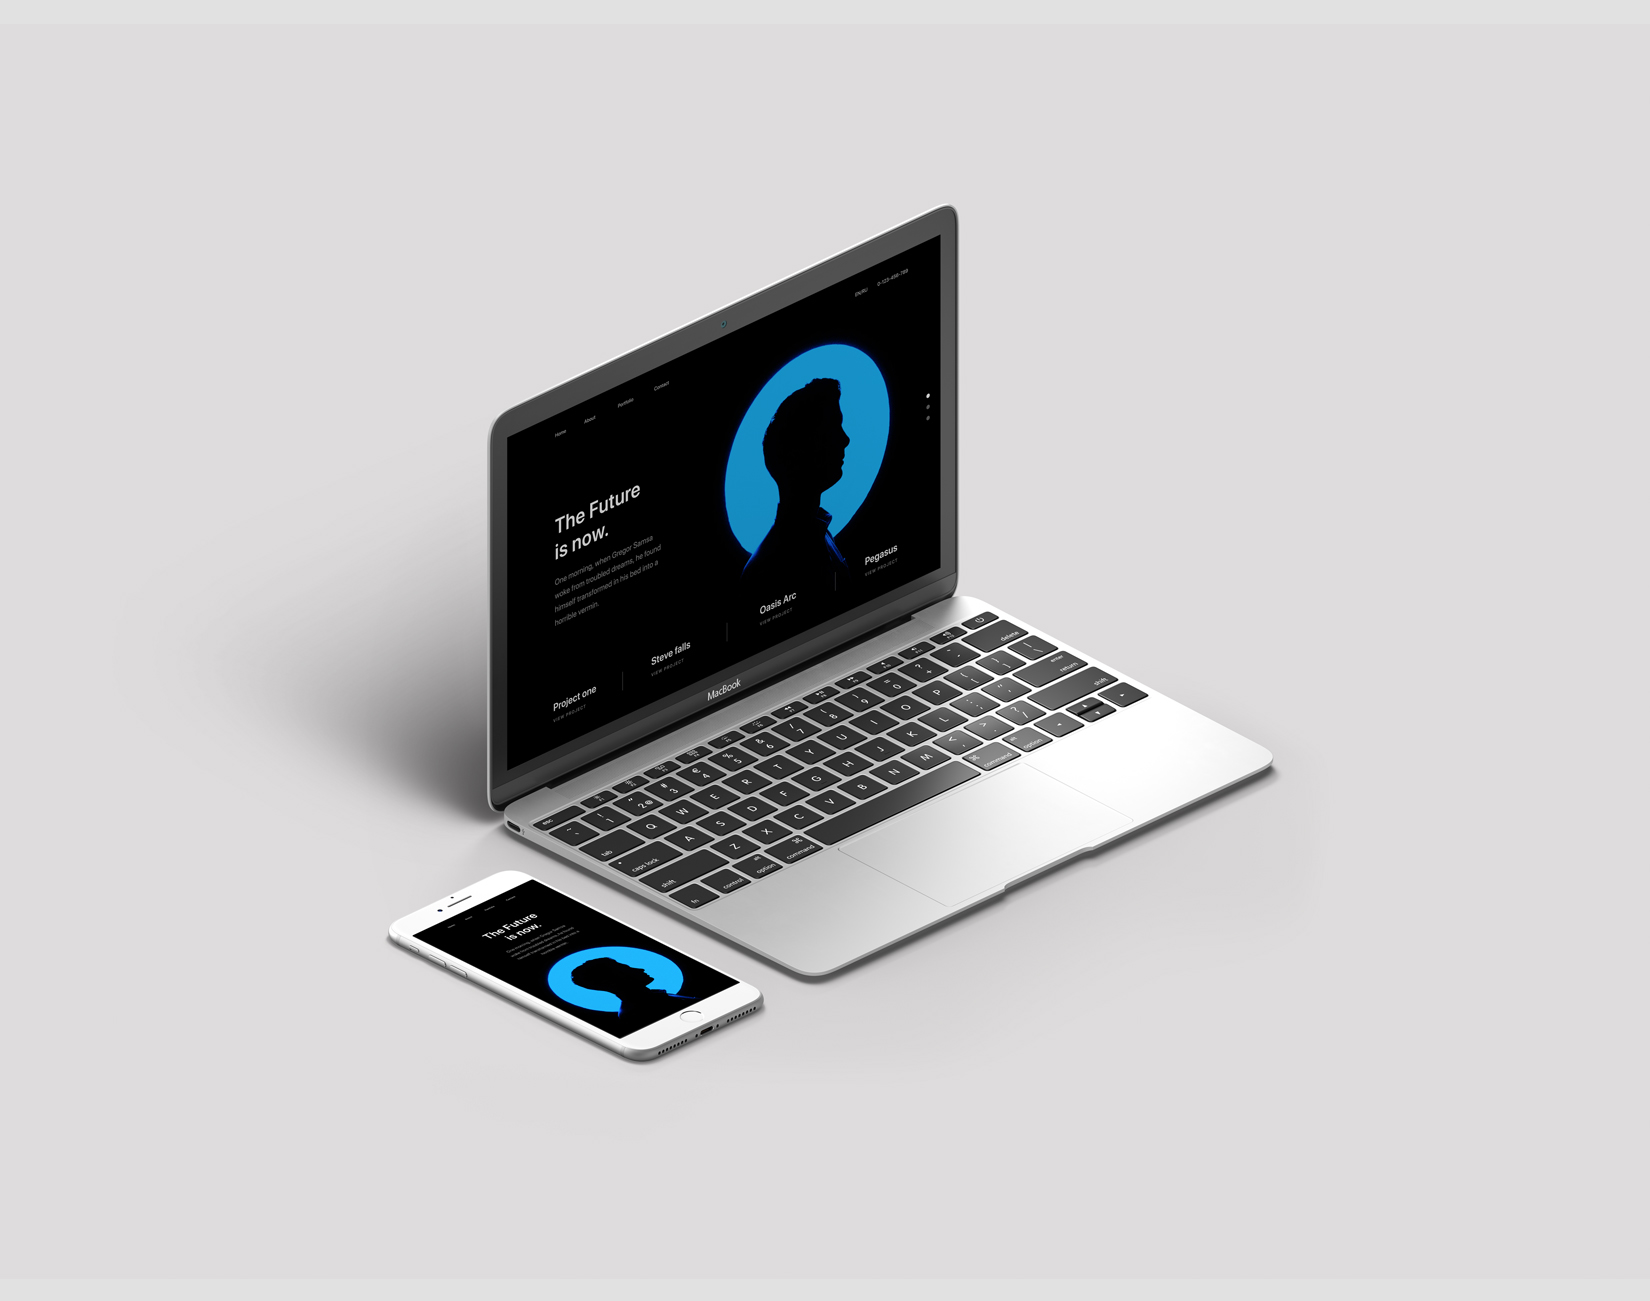 Home About Portfolio Contact
EN/RU 0-123-456-789
The Future
is now.
One morning, when Gregor Samsa
woke from troubled dreams, he found
himself transformed in his bed into a
horrible vermin.
Project one
VIEW PROJECT
Steve falls
VIEW PROJECT
Oasis Arc
VIEW PROJECT
Pegasus
VIEW PROJECT
MacBook
esc
delete
tab
Q W E R T Y U I O P
enter
return
caps lock
A S D F G H J K L
shift
Z X C V B N M
shift
fn
control
option
command
command
option
The Future
is now.